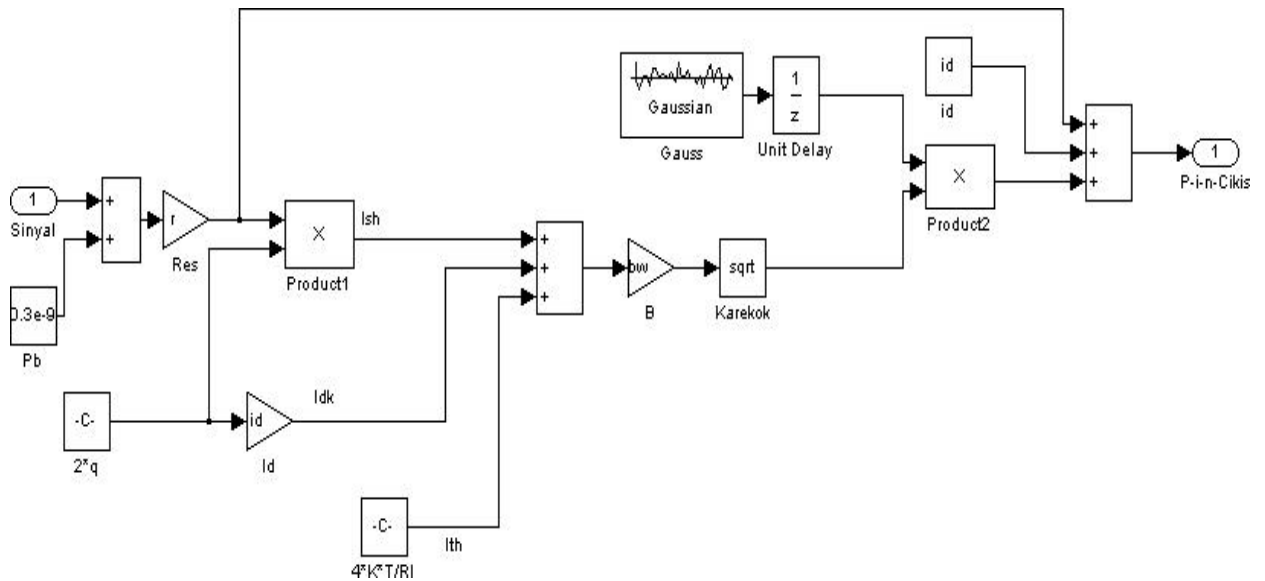 1
Sinyal
0.3e-9
Pb
+
+
r
Res
X
Product1
-C-
2*q
id
Id
Ish
Idk
-C-
4*K*T/Rl
Ith
+
+
+
bw
B
sqrt
Karekok
Gaussian
Gauss
1
z
Unit Delay
id
id
X
Product2
+
+
+
1
P-i-n-Cikis